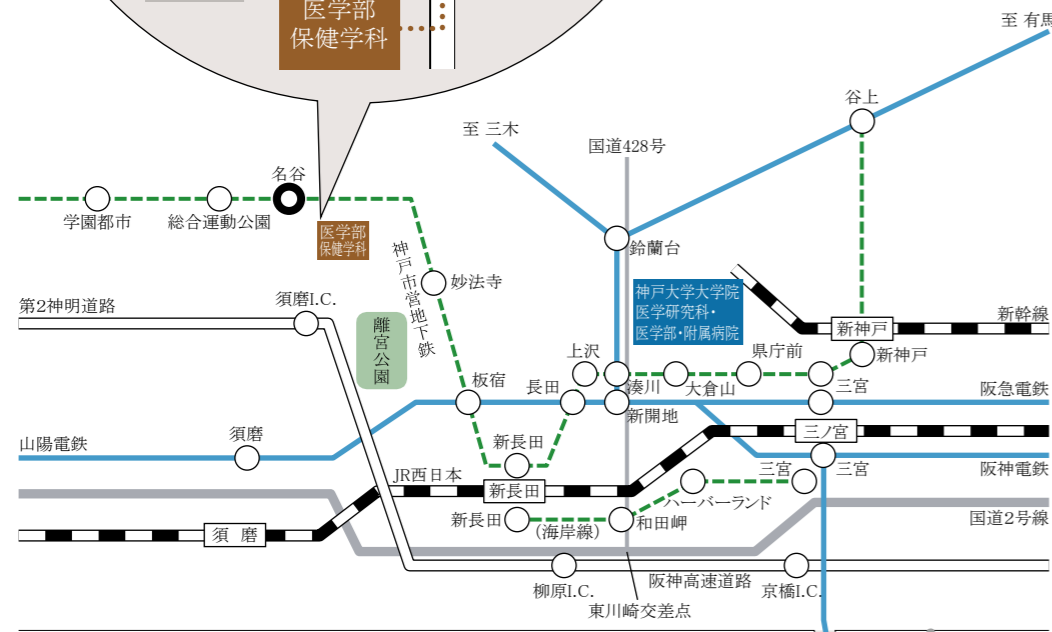 医学部
保健学科
至 有馬
谷上
至 三木
国道428号
名谷
学園都市
総合運動公園
医学部
保健学科
鈴蘭台
神戸市営地下鉄
妙法寺
神戸大学大学院
医学研究科・
医学部・附属病院
第2神明道路
須磨I.C.
離宮公園
新幹線
新神戸
新神戸
上沢
湊川
大倉山
県庁前
三宮
板宿
長田
新開地
阪急電鉄
山陽電鉄
須磨
新長田
三ノ宮
JR西日本
新長田
三宮
三宮
阪神電鉄
ハーバーランド
新長田
(海岸線)
和田岬
国道2号線
須 磨
柳原I.C.
阪神高速道路
京橋I.C.
東川崎交差点